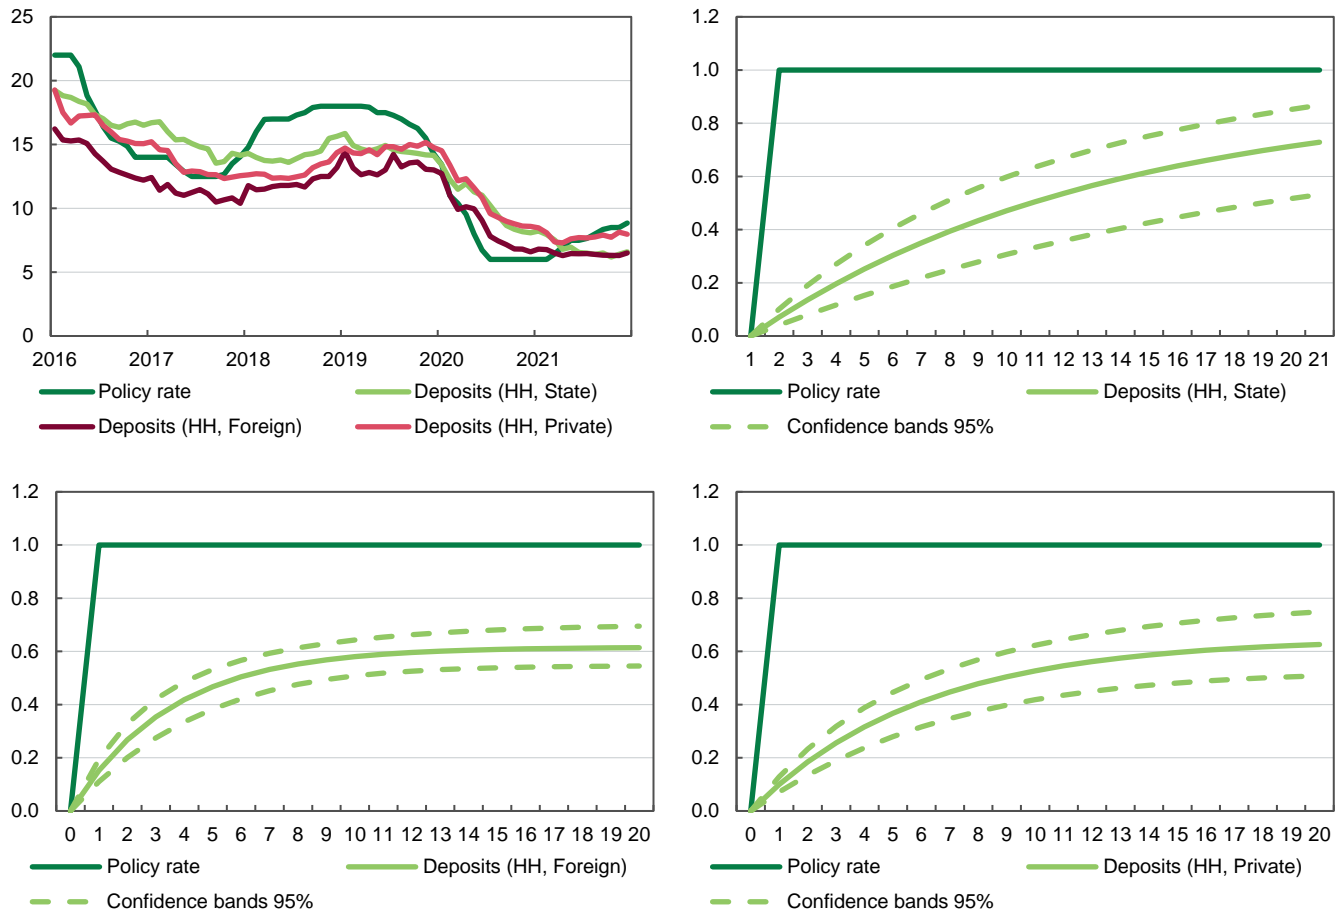 25
20
15
10
5
0
2016 2017 2018 2019 2020 2021
Policy rate
Deposits (HH, State)
Deposits (HH, Foreign)
Deposits (HH, Private)
1.2
1.0
0.8
0.6
0.4
0.2
0.0
1 2 3 4 5 6 7 8 9 10 11 12 13 14 15 16 17 18 19 20 21
Policy rate
Deposits (HH, State)
Confidence bands 95%
1.2
1.0
0.8
0.6
0.4
0.2
0.0
0 1 2 3 4 5 6 7 8 9 10 11 12 13 14 15 16 17 18 19 20
Policy rate
Deposits (HH, Foreign)
Confidence bands 95%
1.2
1.0
0.8
0.6
0.4
0.2
0.0
0 1 2 3 4 5 6 7 8 9 10 11 12 13 14 15 16 17 18 19 20
Policy rate
Deposits (HH, Private)
Confidence bands 95%